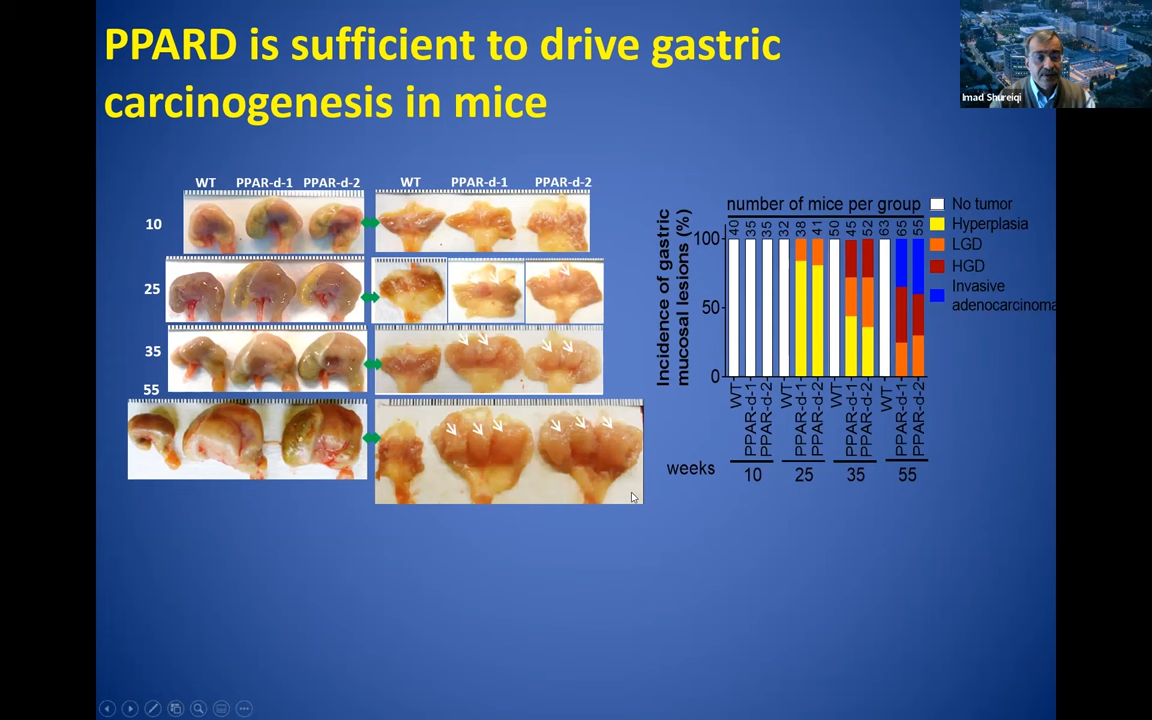 PPARD is sufficient to drive gastric
carcinogenesis in mice
Imad Shureiqi
WT PPAR-d-1 PPAR-d-2
WT PPAR-d-1 PPAR-d-2
10
25
35
55
number of mice per group
40 35 35 32 38 41 50 45 52 63 65 55
Incidence of gastric
mucosal lesions (%)
100
50
0
WT PPAR-d-1 PPAR-d-2 WT PPAR-d-1 PPAR-d-2 WT PPAR-d-1 PPAR-d-2 WT PPAR-d-1 PPAR-d-2
weeks 10 25 35 55
No tumor
Hyperplasia
LGD
HGD
Invasive
adenocarcinoma